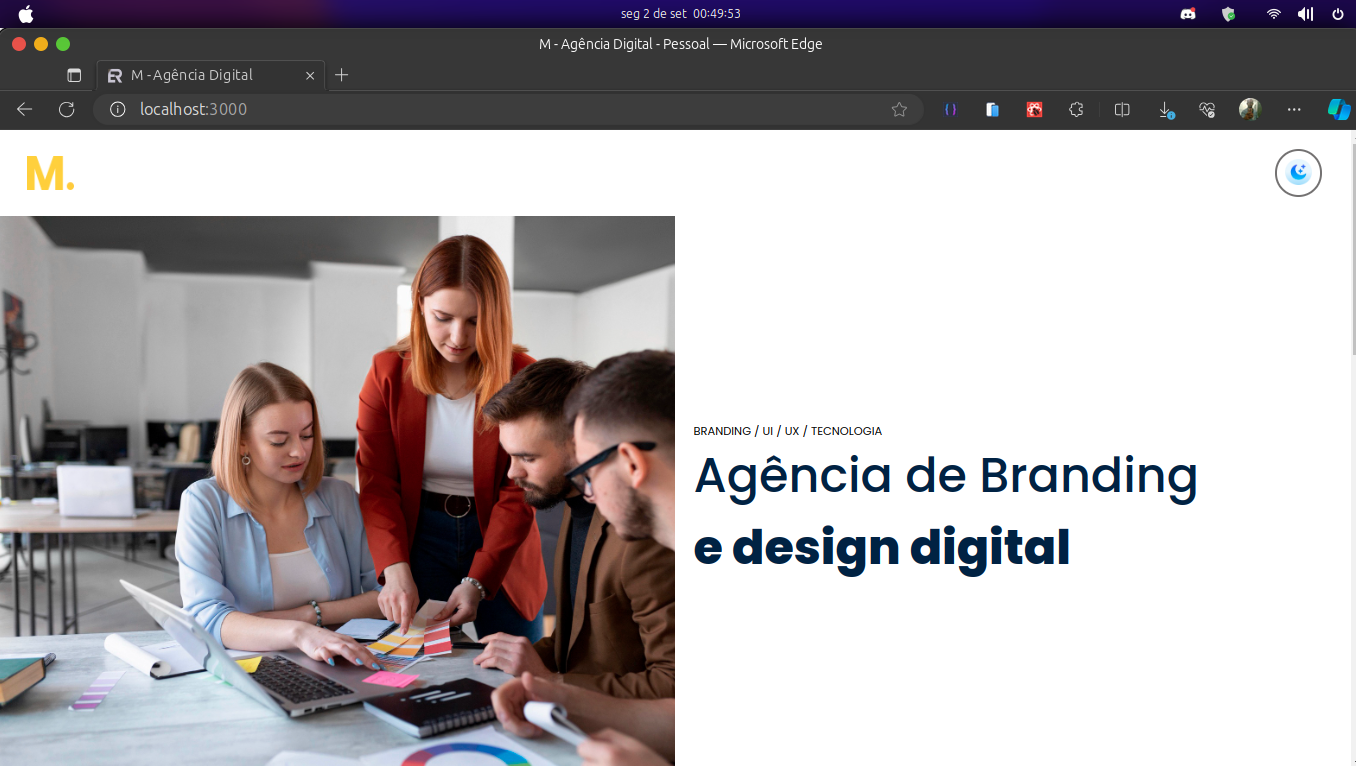 seg 2 de set 00:49:53
M - Agência Digital - Pessoal — Microsoft Edge
M - Agência Digital
localhost:3000
M.
BRANDING / UI / UX / TECNOLOGIA
Agência de Branding
e design digital